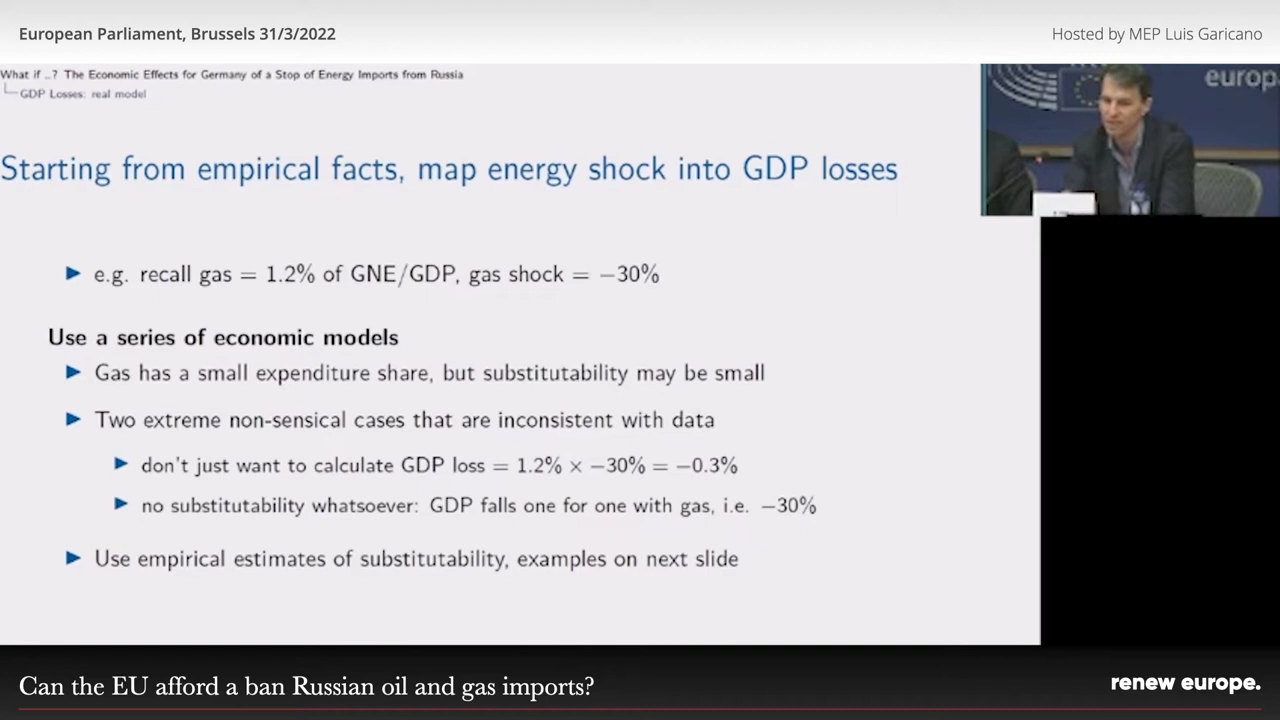 European Parliament, Brussels 31/3/2022
Hosted by MEP Luis Garicano
What if ..? The Economic Effects for Germany of a Stop of Energy Imports from Russia
GDP Losses: real model
europ
Starting from empirical facts, map energy shock into GDP losses
▶ e.g. recall gas = 1.2% of GNE/GDP, gas shock = −30%
Use a series of economic models
▶ Gas has a small expenditure share, but substitutability may be small
▶ Two extreme non-sensical cases that are inconsistent with data
▶ don't just want to calculate GDP loss = 1.2% × −30% = −0.3%
▶ no substitutability whatsoever: GDP falls one for one with gas, i.e. −30%
▶ Use empirical estimates of substitutability, examples on next slide
Can the EU afford a ban Russian oil and gas imports?
renew europe.